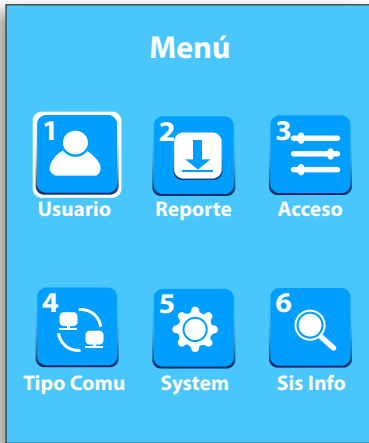 Menú
1 2 3
Usuario Reporte Acceso
4 5 6
Tipo Comu System Sis Info